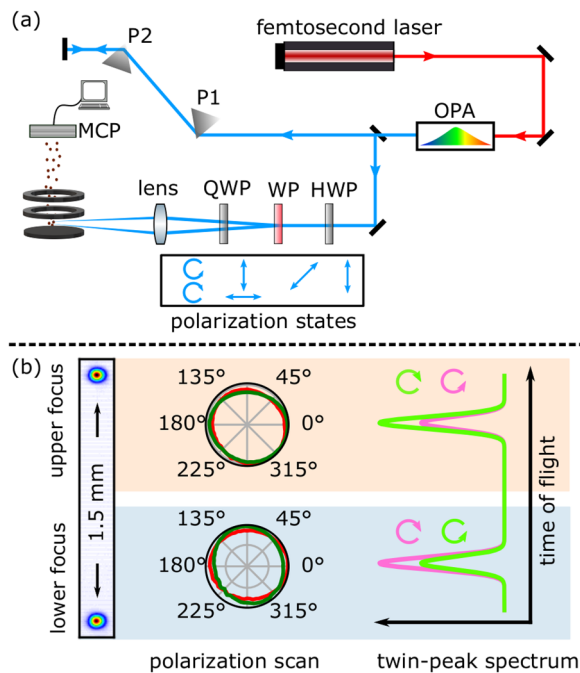 (a)
P2
femtosecond laser
P1
OPA
MCP
lens
QWP
WP
HWP
polarization states
(b)
upper focus
1.5 mm
lower focus
135°
45°
180°
0°
225°
315°
135°
45°
180°
0°
225°
315°
time of flight
polarization scan
twin-peak spectrum